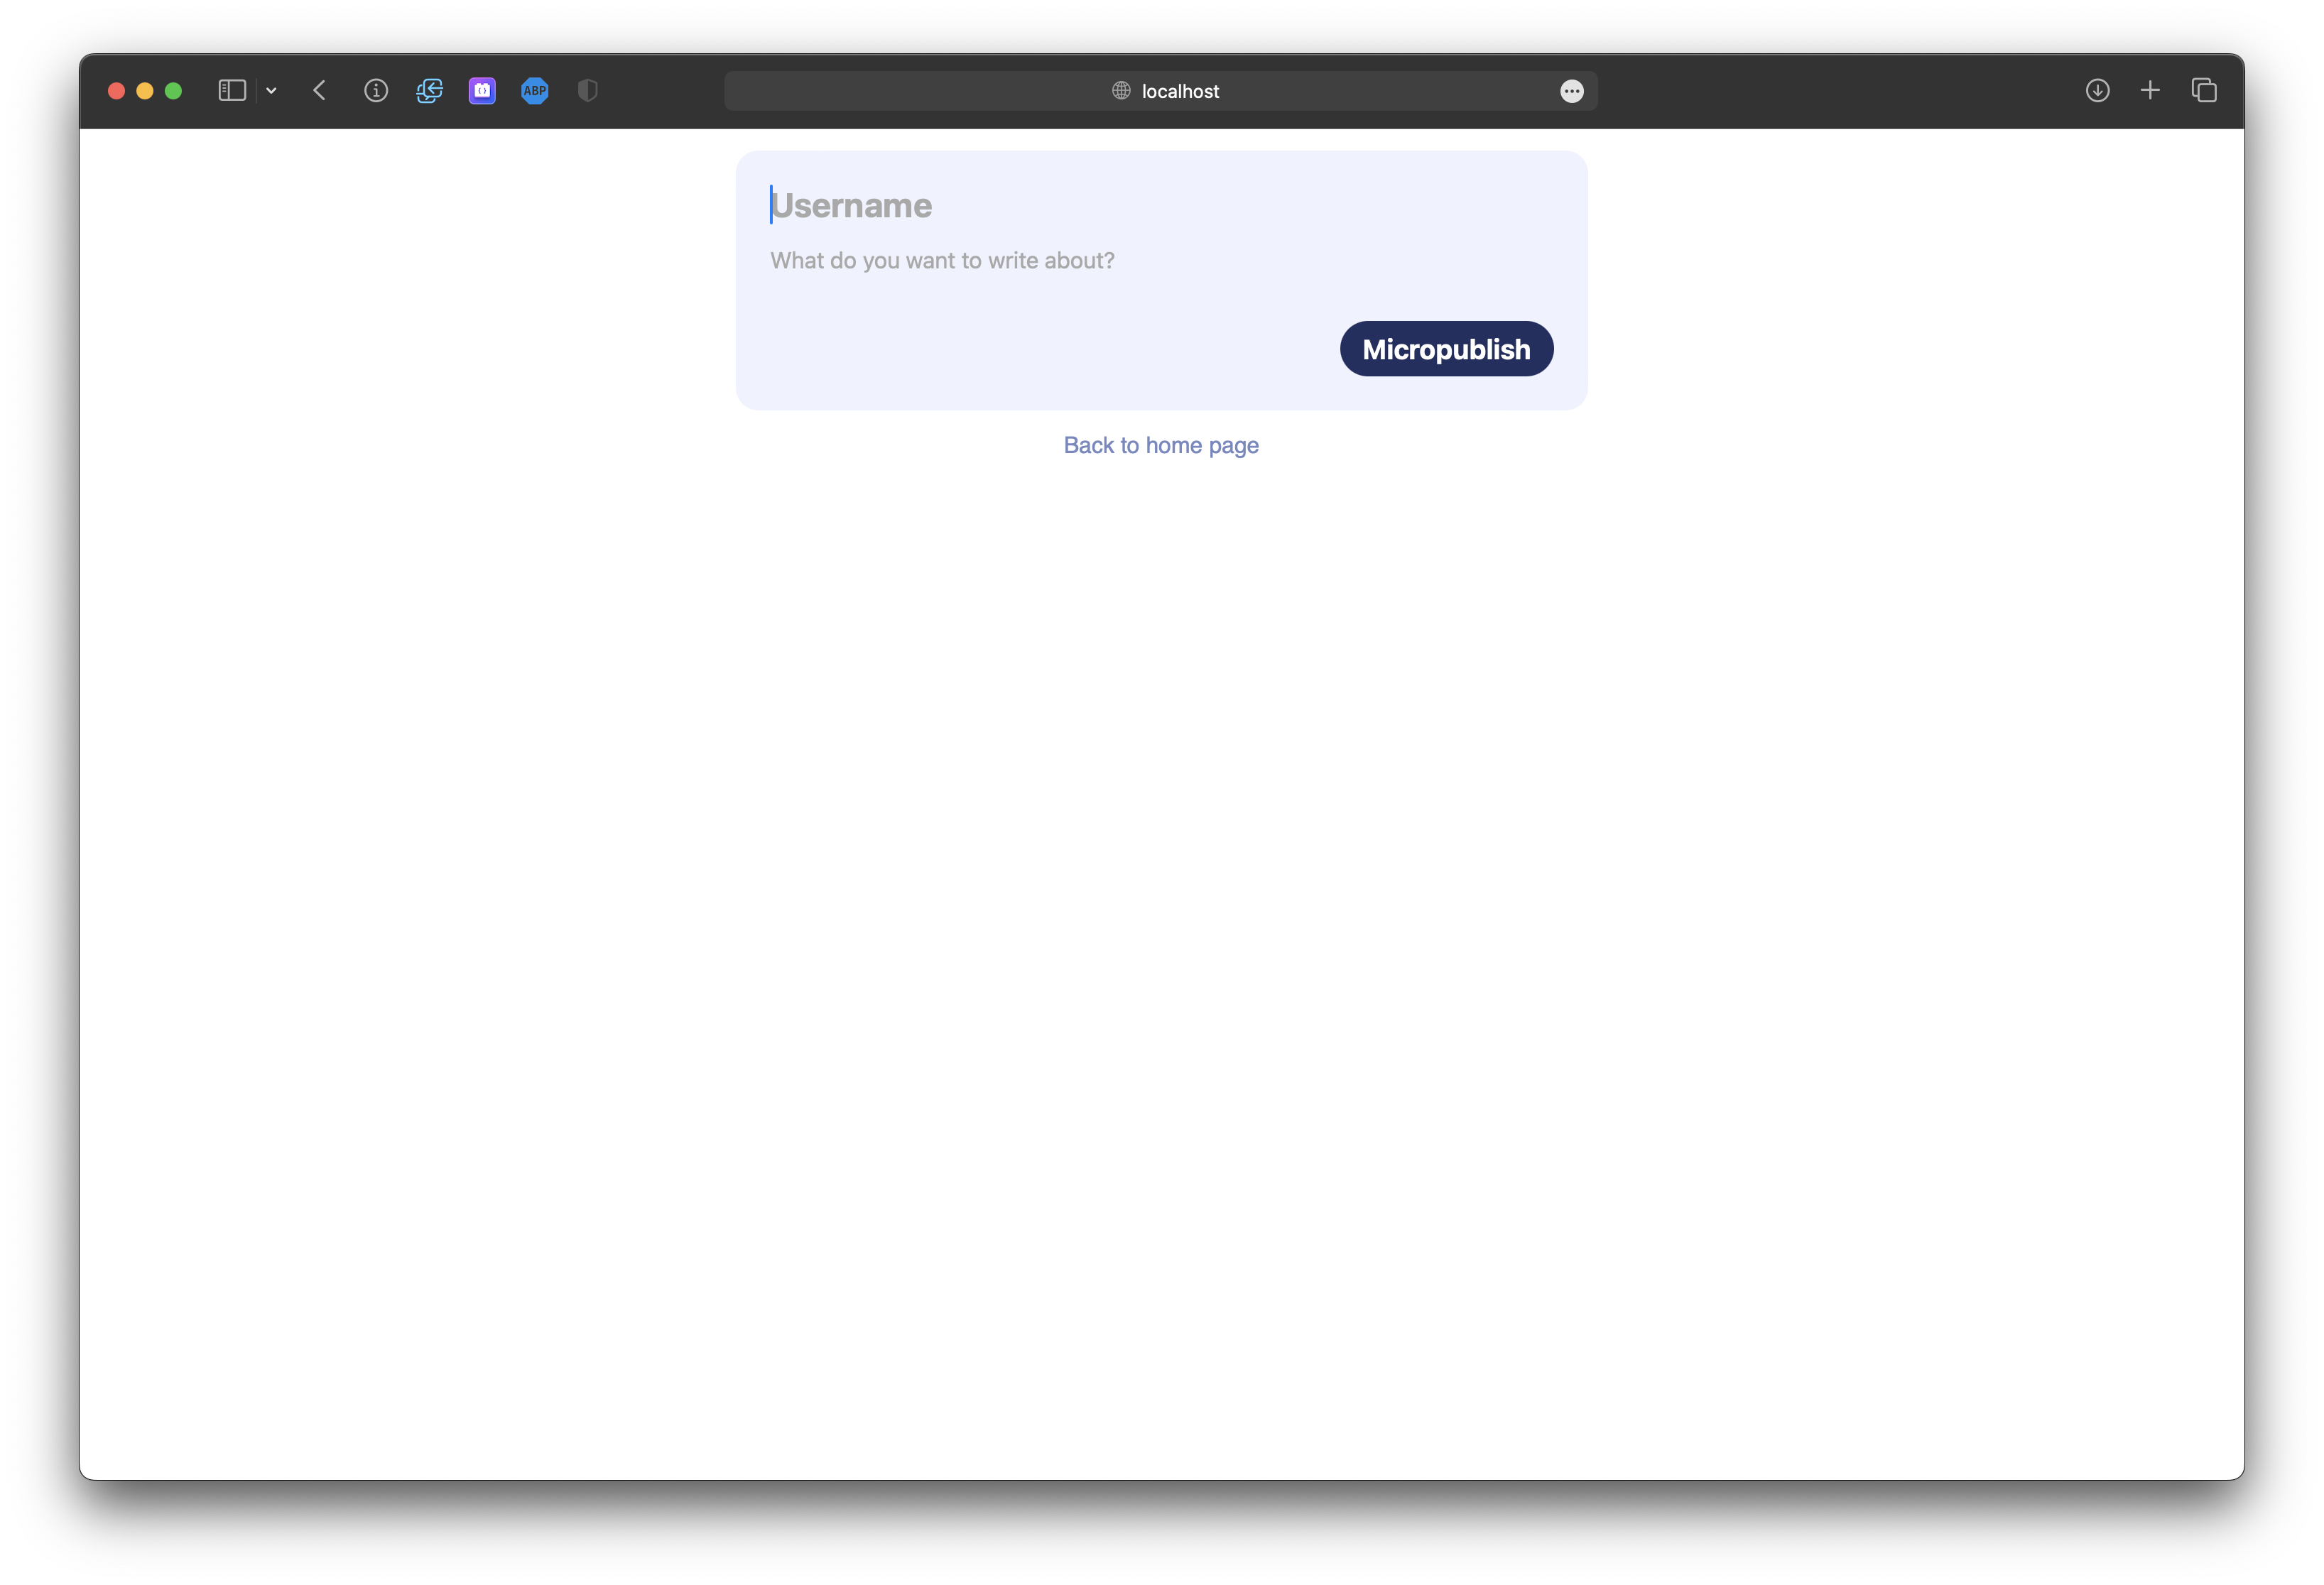 ABP
localhost
Username
What do you want to write about?
Micropublish
Back to home page